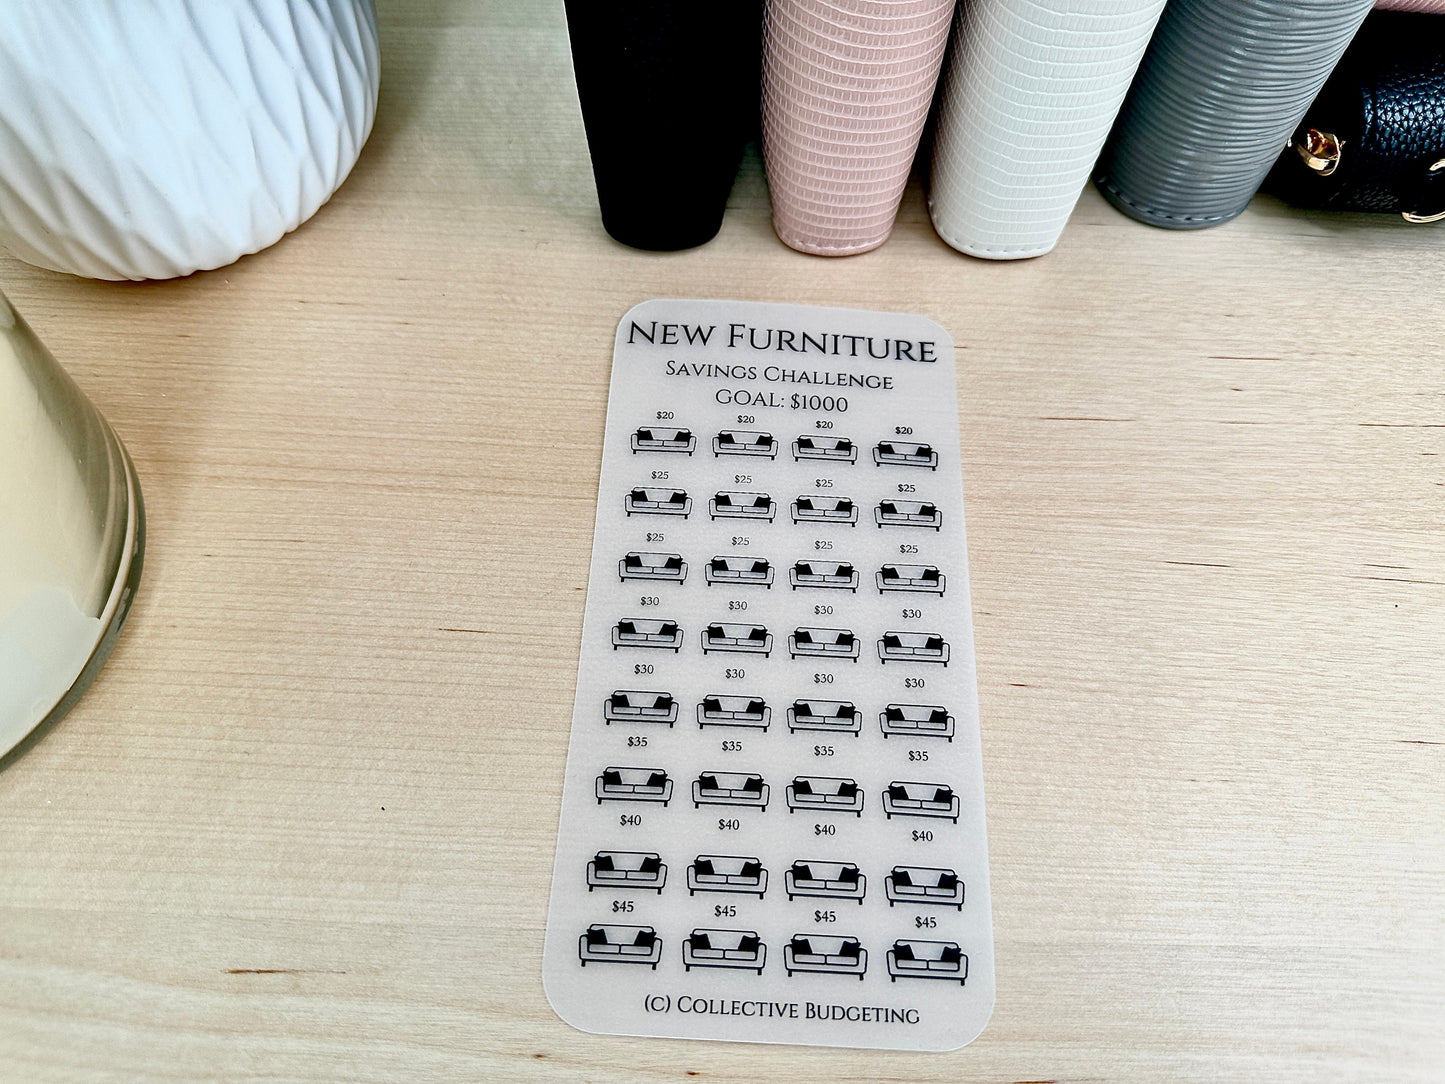 New Furniture
Savings Challenge
GOAL: $1000
$20 $20 $20 $20
$25 $25 $25 $25
$25 $25 $25 $25
$30 $30 $30 $30
$30 $30 $30 $30
$35 $35 $35 $35
$40 $40 $40 $40
$45 $45 $45 $45
(c) Collective Budgeting